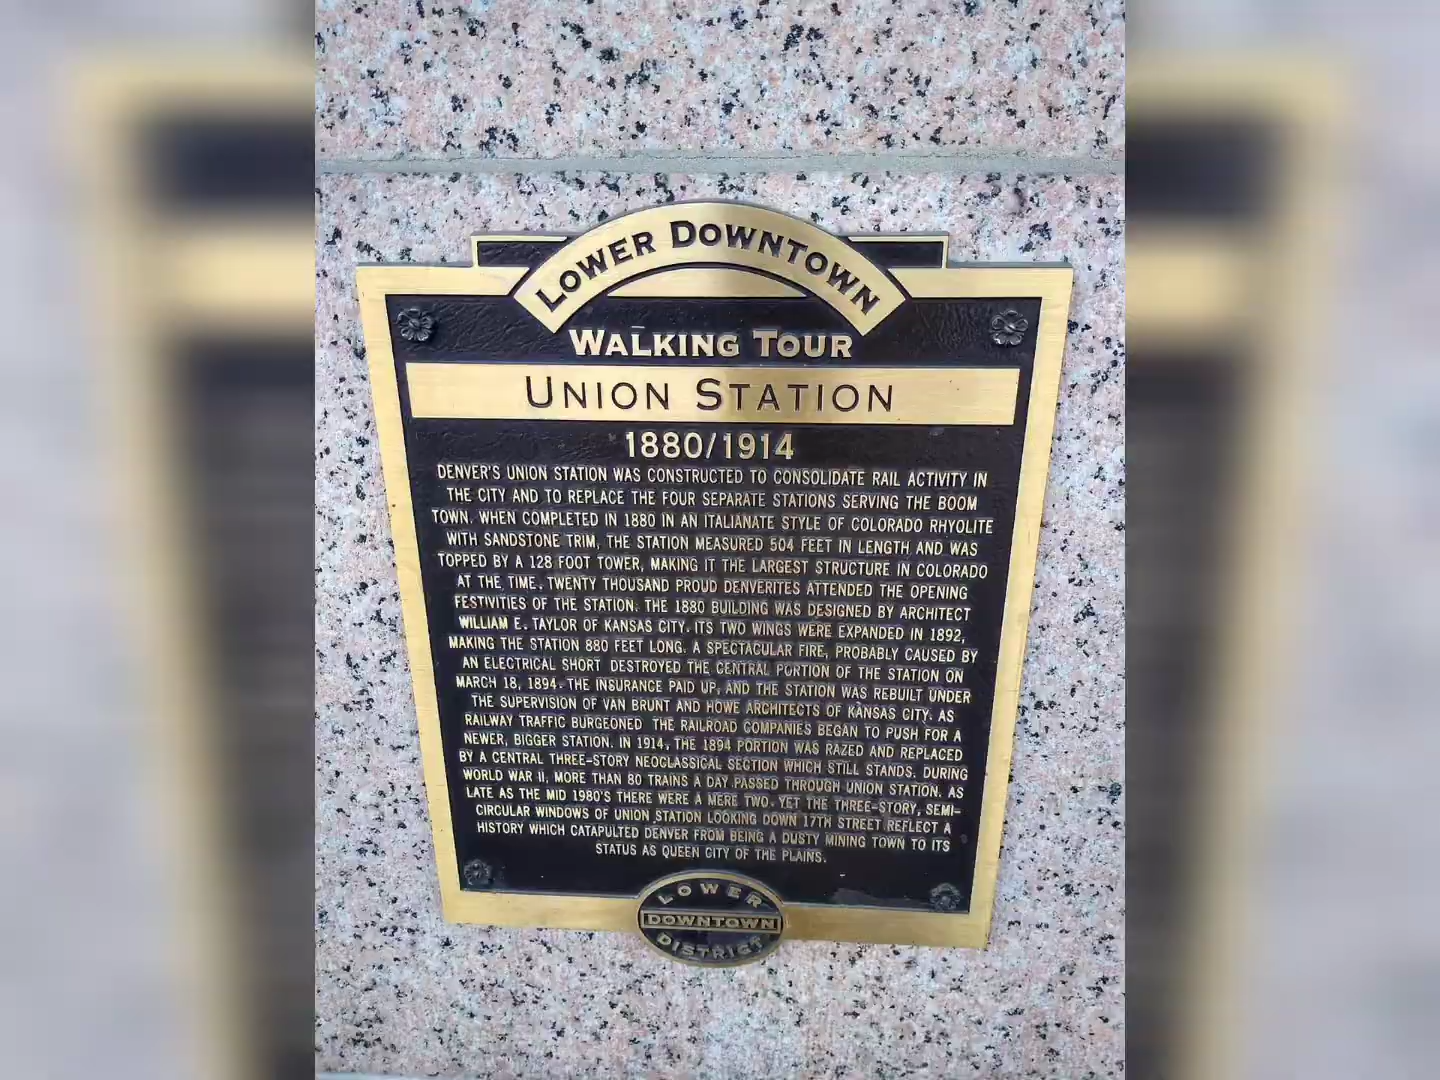 LOWER DOWNTOWN
WALKING TOUR
UNION STATION
1880/1914
DENVER'S UNION STATION WAS CONSTRUCTED TO CONSOLIDATE RAIL ACTIVITY IN
THE CITY AND TO REPLACE THE FOUR SEPARATE STATIONS SERVING THE BOOM
TOWN. WHEN COMPLETED IN 1880 IN AN ITALIANATE STYLE OF COLORADO RHYOLITE
WITH SANDSTONE TRIM, THE STATION MEASURED 504 FEET IN LENGTH AND WAS
TOPPED BY A 128 FOOT TOWER, MAKING IT THE LARGEST STRUCTURE IN COLORADO
AT THE TIME. TWENTY THOUSAND PROUD DENVERITES ATTENDED THE OPENING
FESTIVITIES OF THE STATION. THE 1880 BUILDING WAS DESIGNED BY ARCHITECT
WILLIAM E. TAYLOR OF KANSAS CITY. ITS TWO WINGS WERE EXPANDED IN 1892,
MAKING THE STATION 880 FEET LONG. A SPECTACULAR FIRE, PROBABLY CAUSED BY
AN ELECTRICAL SHORT DESTROYED THE CENTRAL PORTION OF THE STATION ON
MARCH 18, 1894. THE INSURANCE PAID UP, AND THE STATION WAS REBUILT UNDER
THE SUPERVISION OF VAN BRUNT AND HOWE ARCHITECTS OF KANSAS CITY. AS
RAILWAY TRAFFIC BURGEONED THE RAILROAD COMPANIES BEGAN TO PUSH FOR A
NEWER, BIGGER STATION. IN 1914, THE 1894 PORTION WAS RAZED AND REPLACED
BY A CENTRAL THREE-STORY NEOCLASSICAL SECTION WHICH STILL STANDS. DURING
WORLD WAR II, MORE THAN 80 TRAINS A DAY PASSED THROUGH UNION STATION. AS
LATE AS THE MID 1980'S THERE WERE A MERE TWO. YET THE THREE-STORY, SEMI-
CIRCULAR WINDOWS OF UNION STATION LOOKING DOWN 17TH STREET REFLECT A
HISTORY WHICH CATAPULTED DENVER FROM BEING A DUSTY MINING TOWN TO ITS
STATUS AS QUEEN CITY OF THE PLAINS.
LOWER
DOWNTOWN
DISTRICT